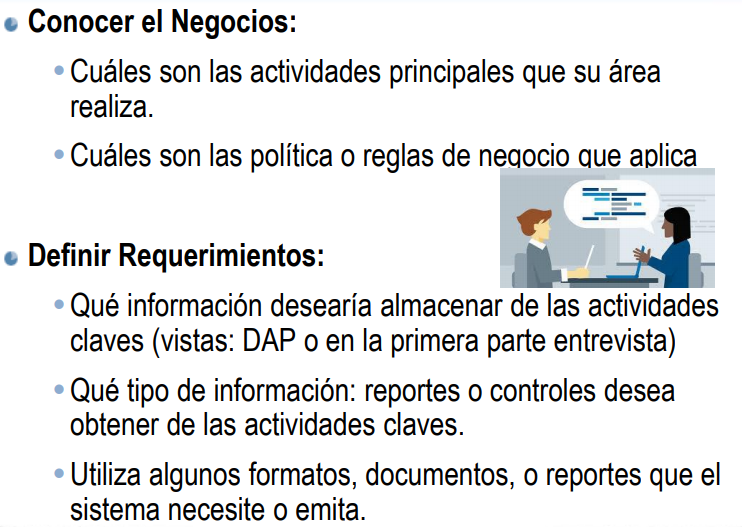 Conocer el Negocios:
Cuáles son las actividades principales que su área
realiza.
Cuáles son las política o reglas de negocio que aplica
Definir Requerimientos:
Qué información desearía almacenar de las actividades
claves (vistas: DAP o en la primera parte entrevista)
Qué tipo de información: reportes o controles desea
obtener de las actividades claves.
Utiliza algunos formatos, documentos, o reportes que el
sistema necesite o emita.